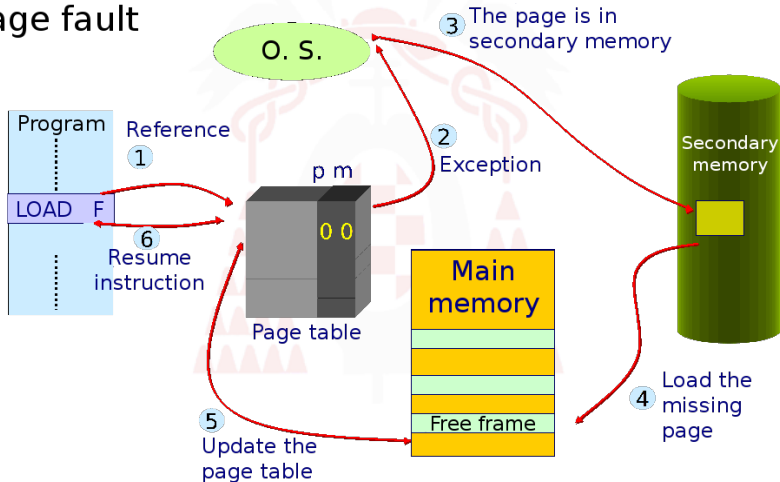 age fault
O. S.
3
The page is in
secondary memory
Program
Reference
1
2
Exception
Secondary
memory
p m
LOAD F
0 0
6
Resume
instruction
Page table
Main
memory
Free frame
4
Load the
missing
page
5
Update the
page table